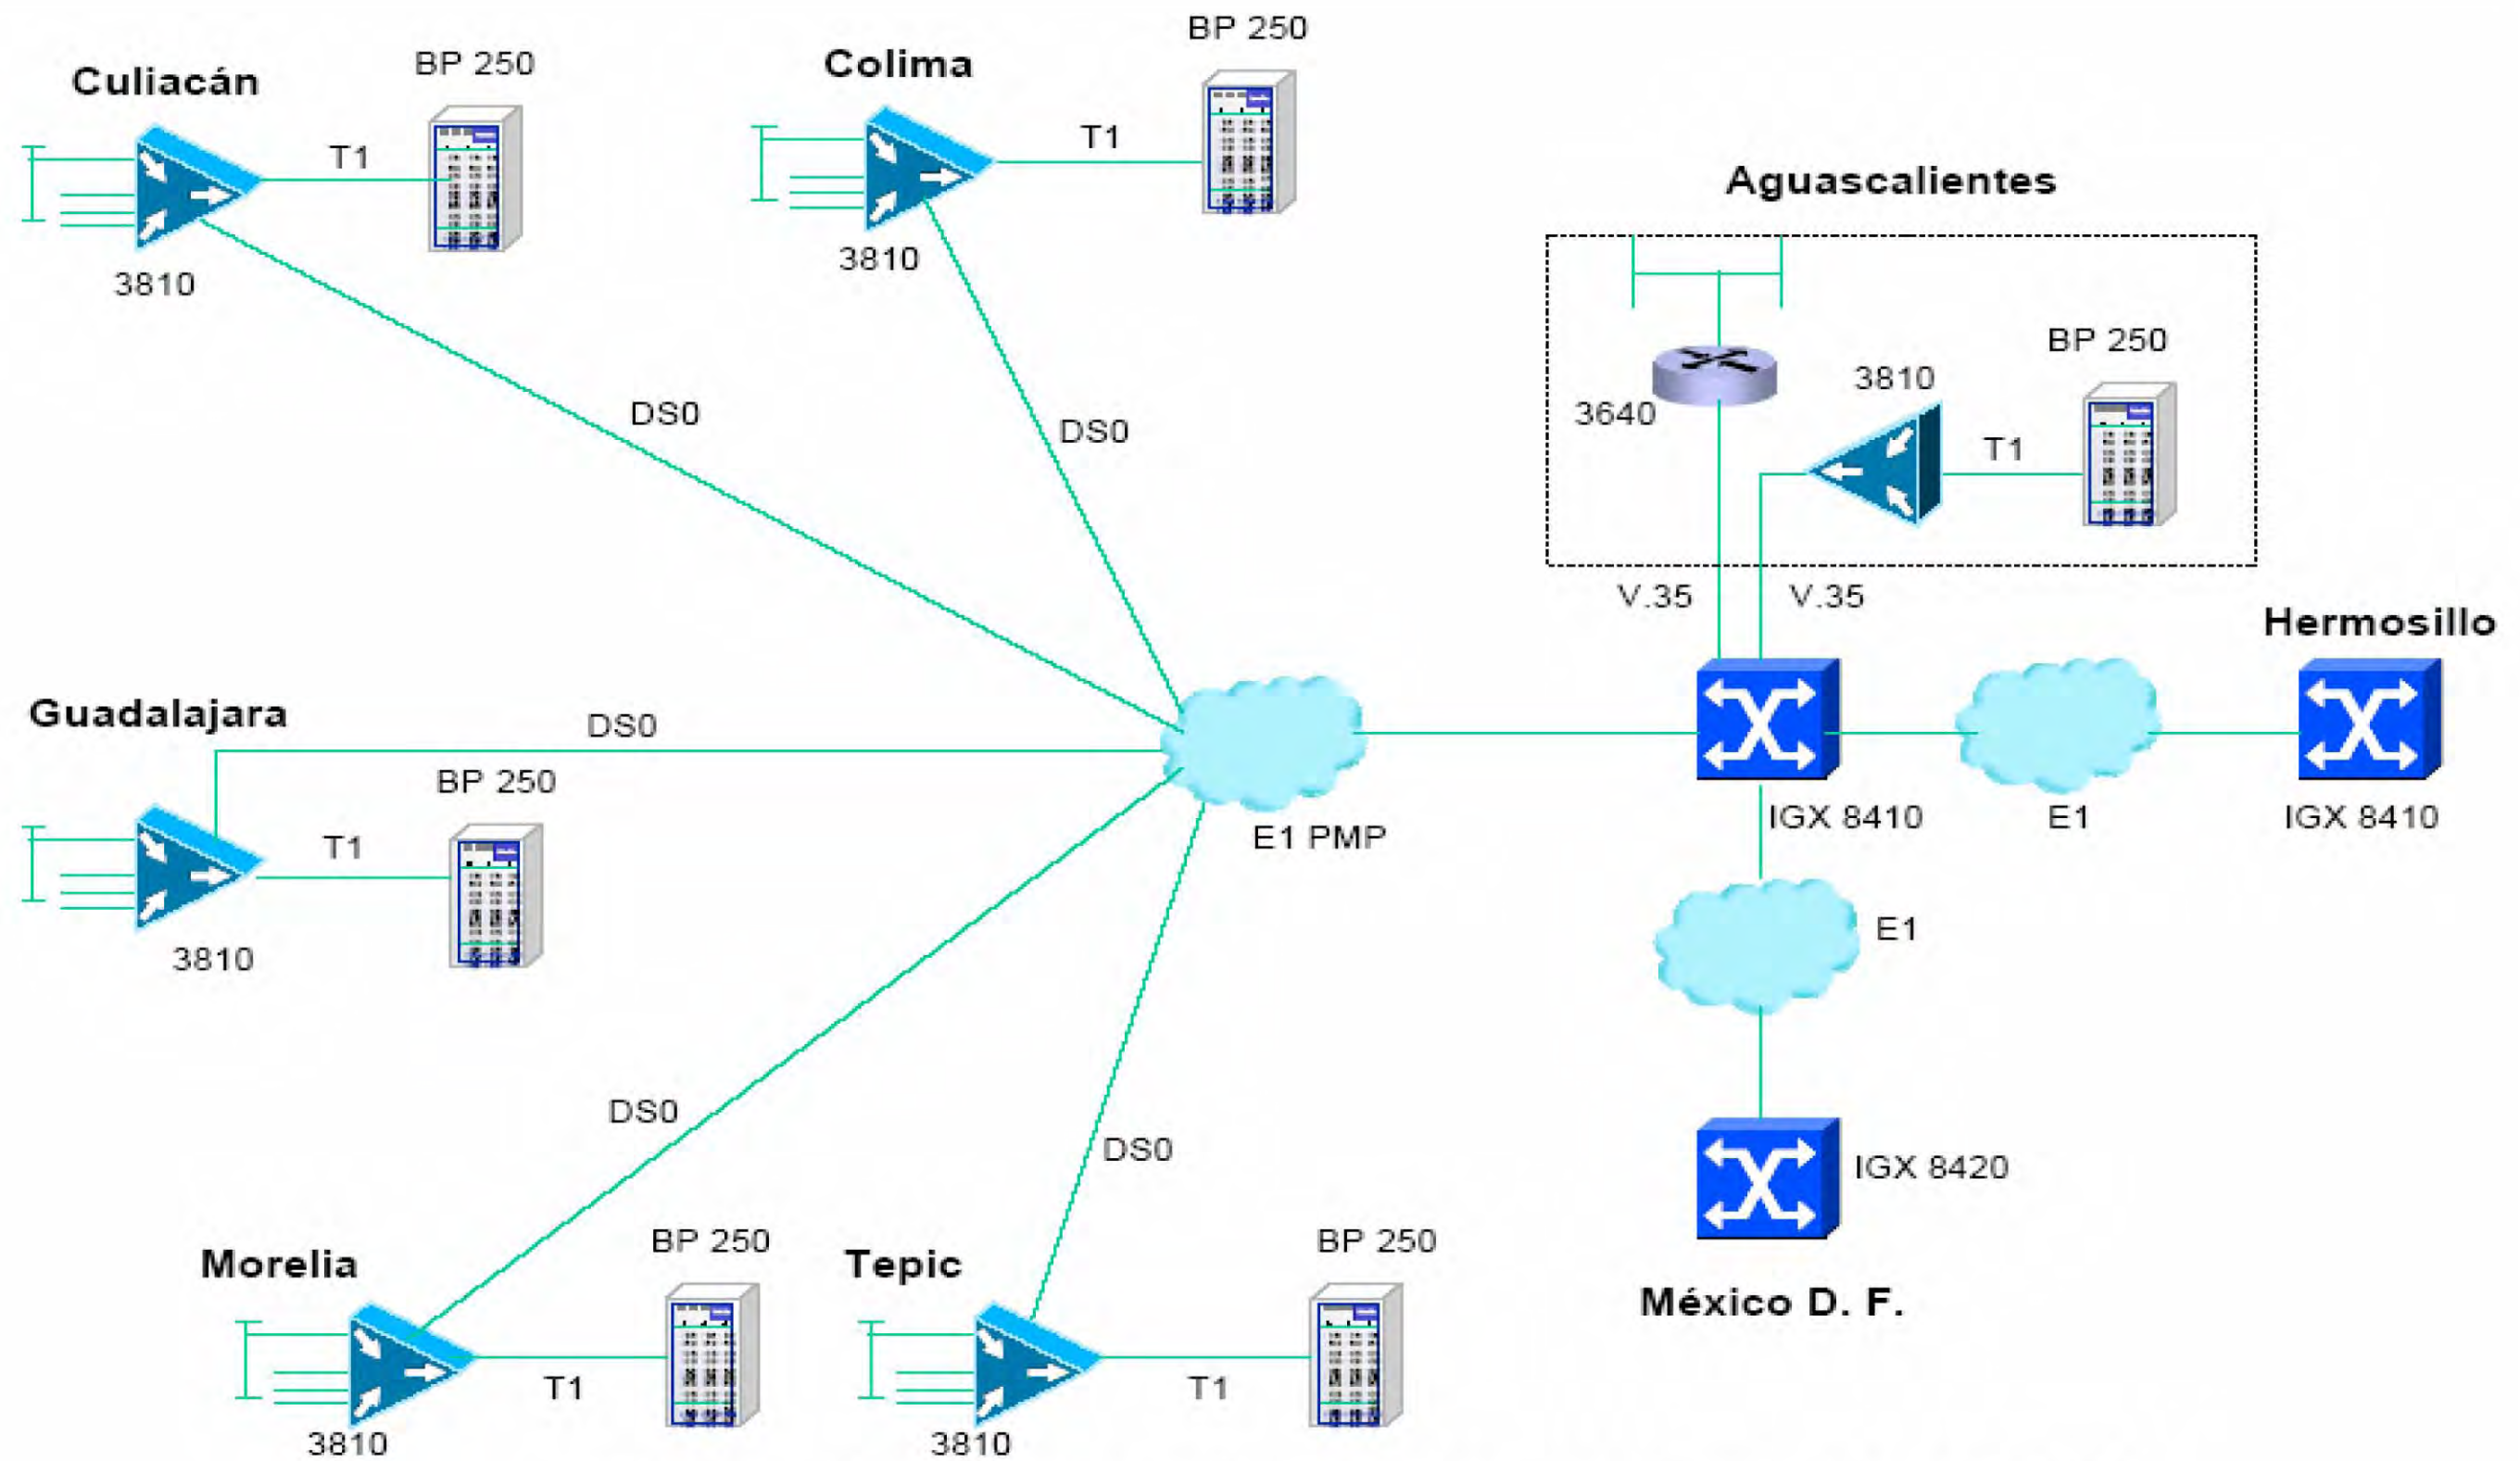 Culiacán
BP 250
T1
3810
DS0
Colima
BP 250
T1
3810
DS0
Aguascalientes
BP 250
3810
3640
T1
V.35
V.35
Hermosillo
IGX 8410
E1
IGX 8410
Guadalajara
DS0
BP 250
T1
3810
E1 PMP
E1
DS0
DS0
IGX 8420
México D. F.
Morelia
BP 250
T1
3810
Tepic
BP 250
T1
3810